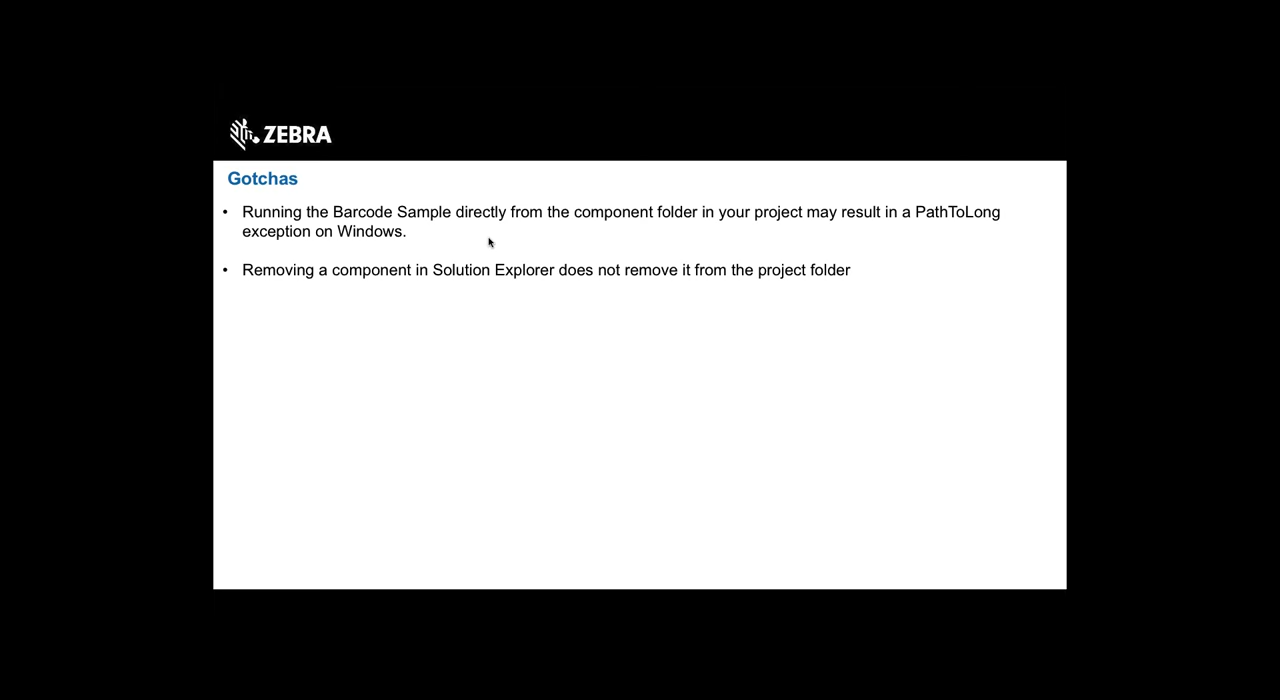 ZEBRA
Gotchas
• Running the Barcode Sample directly from the component folder in your project may result in a PathToLong
exception on Windows.
• Removing a component in Solution Explorer does not remove it from the project folder